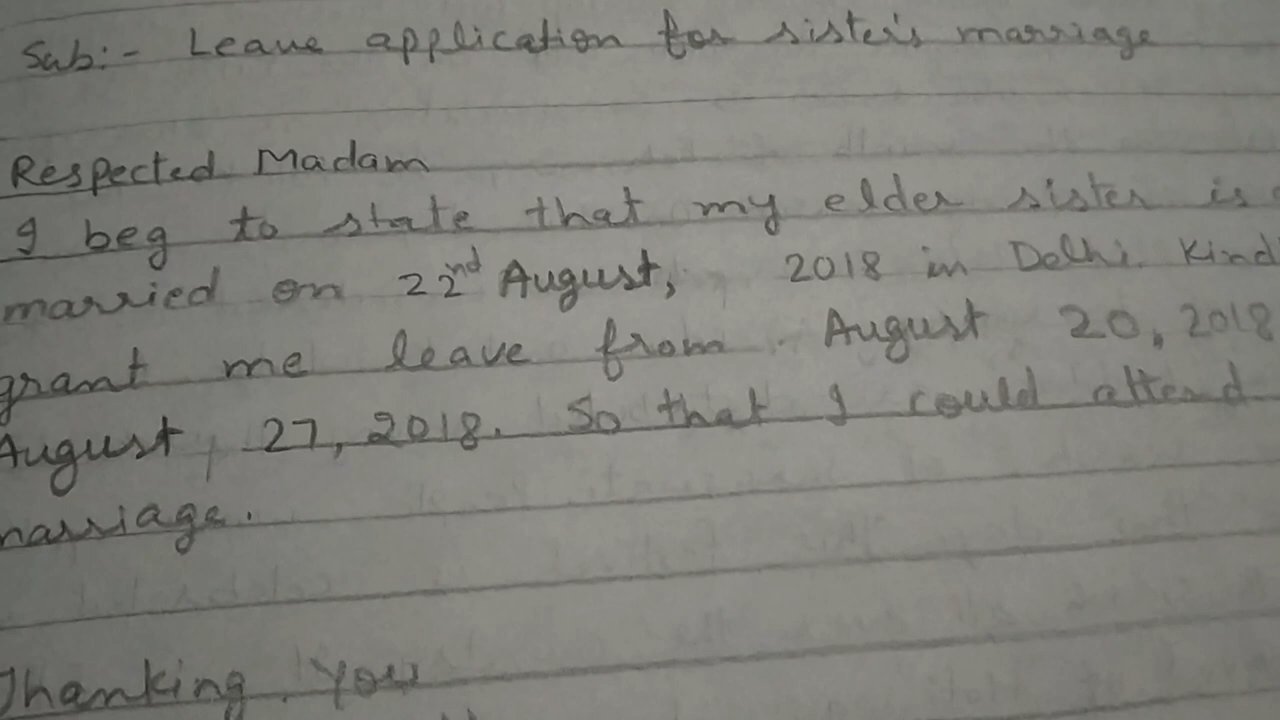 Sub:- Leave application for sister's marriage
Respected Madam
I beg to state that my elder sister is
married on 22nd August, 2018 in Delhi. Kind
grant me leave from August 20, 2018
August, 27, 2018. So that I could attend
marriage.
Thanking You